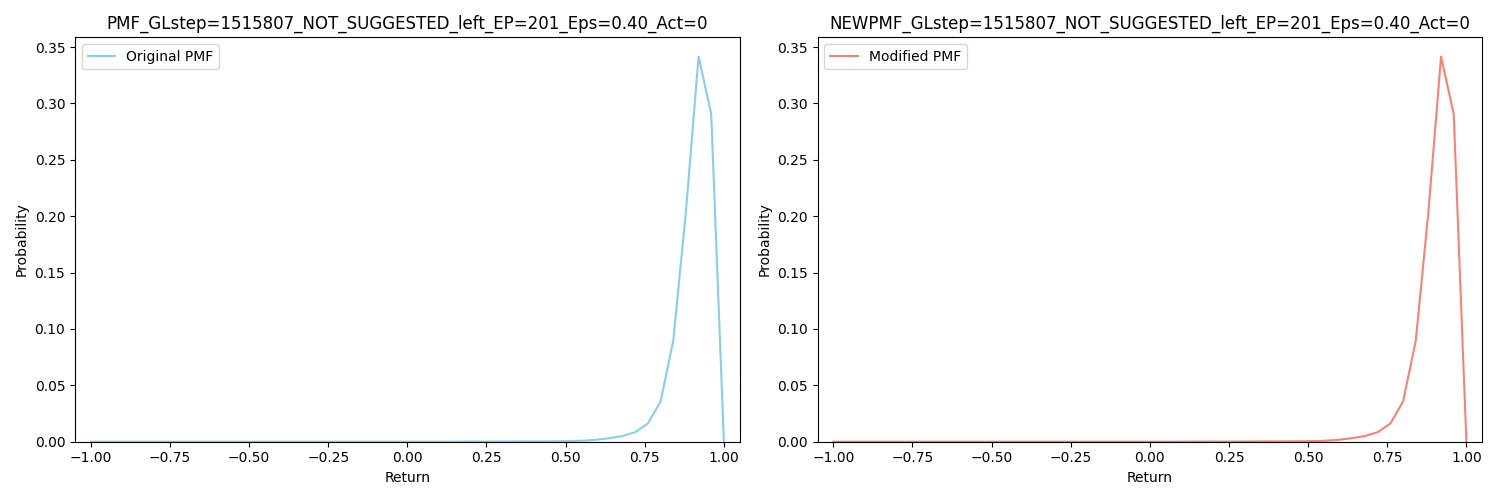 PMF_GLstep=1515807_NOT_SUGGESTED_left_EP=201_Eps=0.40_Act=0
Original PMF
Probability
0.35
0.30
0.25
0.20
0.15
0.10
0.05
0.00
−1.00 −0.75 −0.50 −0.25 0.00 0.25 0.50 0.75 1.00
Return
NEWPMF_GLstep=1515807_NOT_SUGGESTED_left_EP=201_Eps=0.40_Act=0
Modified PMF
Probability
0.35
0.30
0.25
0.20
0.15
0.10
0.05
0.00
−1.00 −0.75 −0.50 −0.25 0.00 0.25 0.50 0.75 1.00
Return